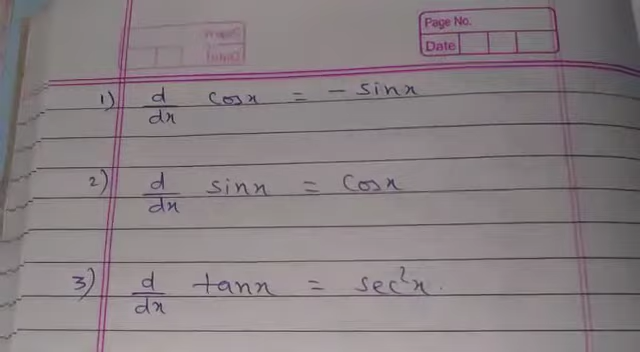 Page No.
Date
1) d/dx cosx = - sinx
2) d/dx sinx = cosx
3) d/dx tanx = sec²x.